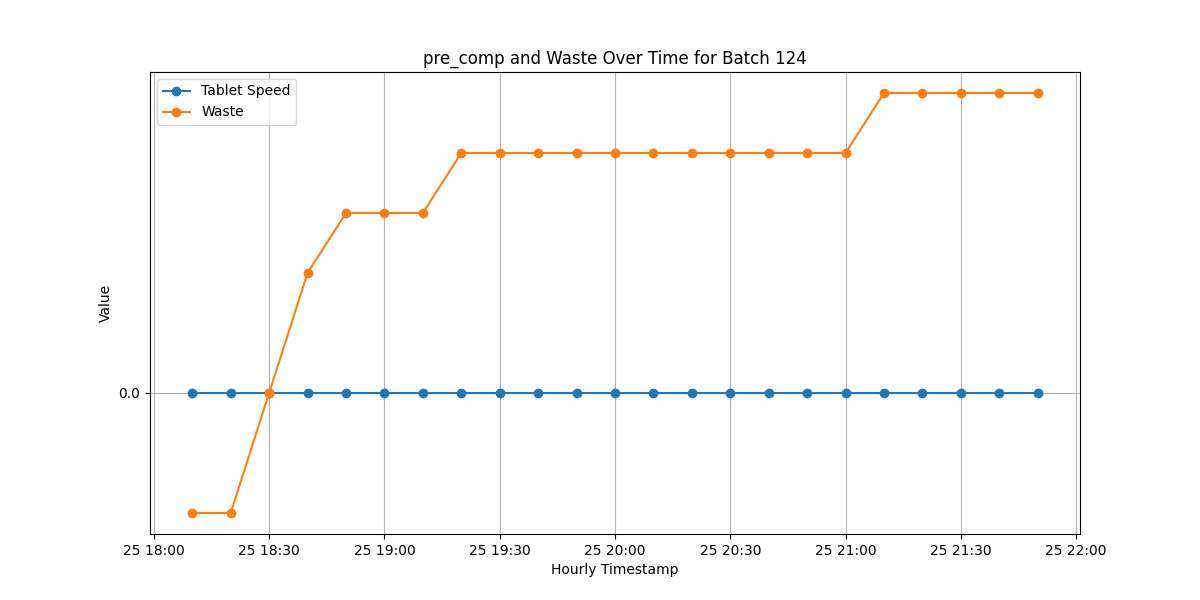 pre_comp and Waste Over Time for Batch 124
Tablet Speed
Waste
Value
0.0
25 18:00 25 18:30 25 19:00 25 19:30 25 20:00 25 20:30 25 21:00 25 21:30 25 22:00
Hourly Timestamp